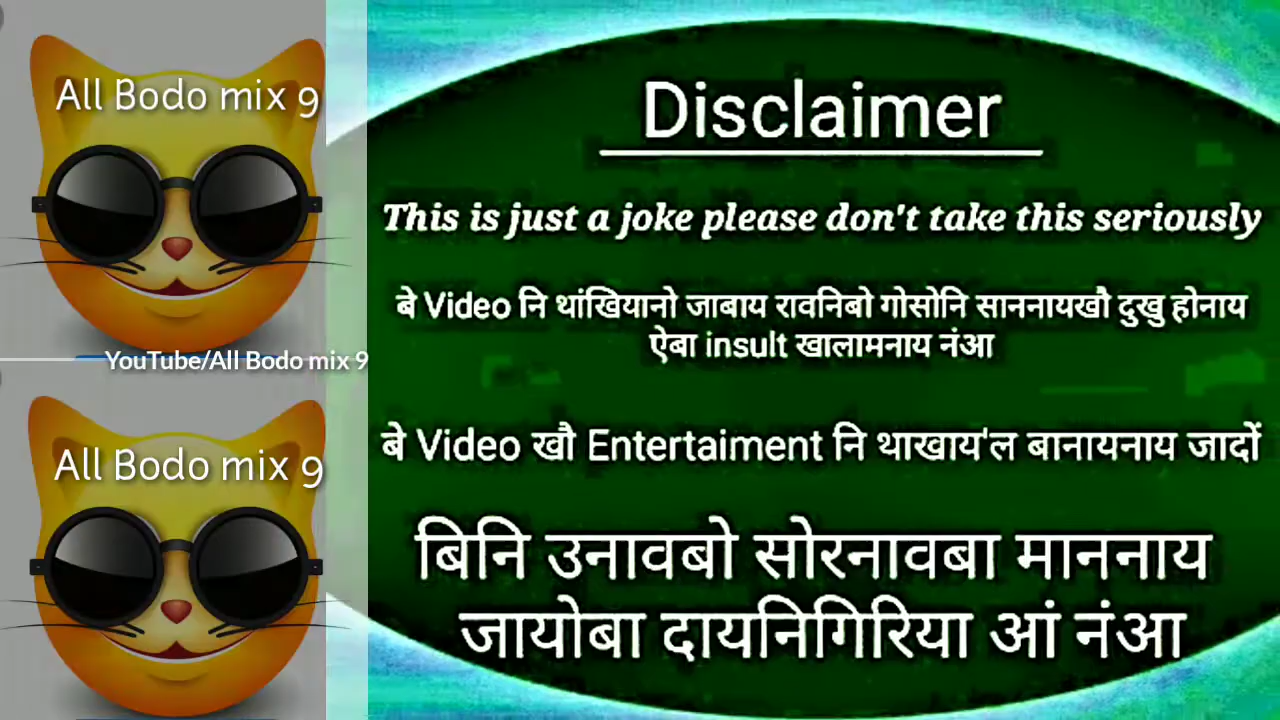 All Bodo mix 9
YouTube/All Bodo mix 9
All Bodo mix 9
Disclaimer
This is just a joke please don't take this seriously
बे Video नि थांखियानो जाबाय रावनिबो गोसोनि साननायखौ दुखु होनाय
ऐबा insult खालामनाय नंआ
बे Video खौ Entertaiment नि थाखाय'ल बानायनाय जादों
बिनि उनावबो सोरनावबा माननाय
जायोबा दायनिगिरिया आं नंआ